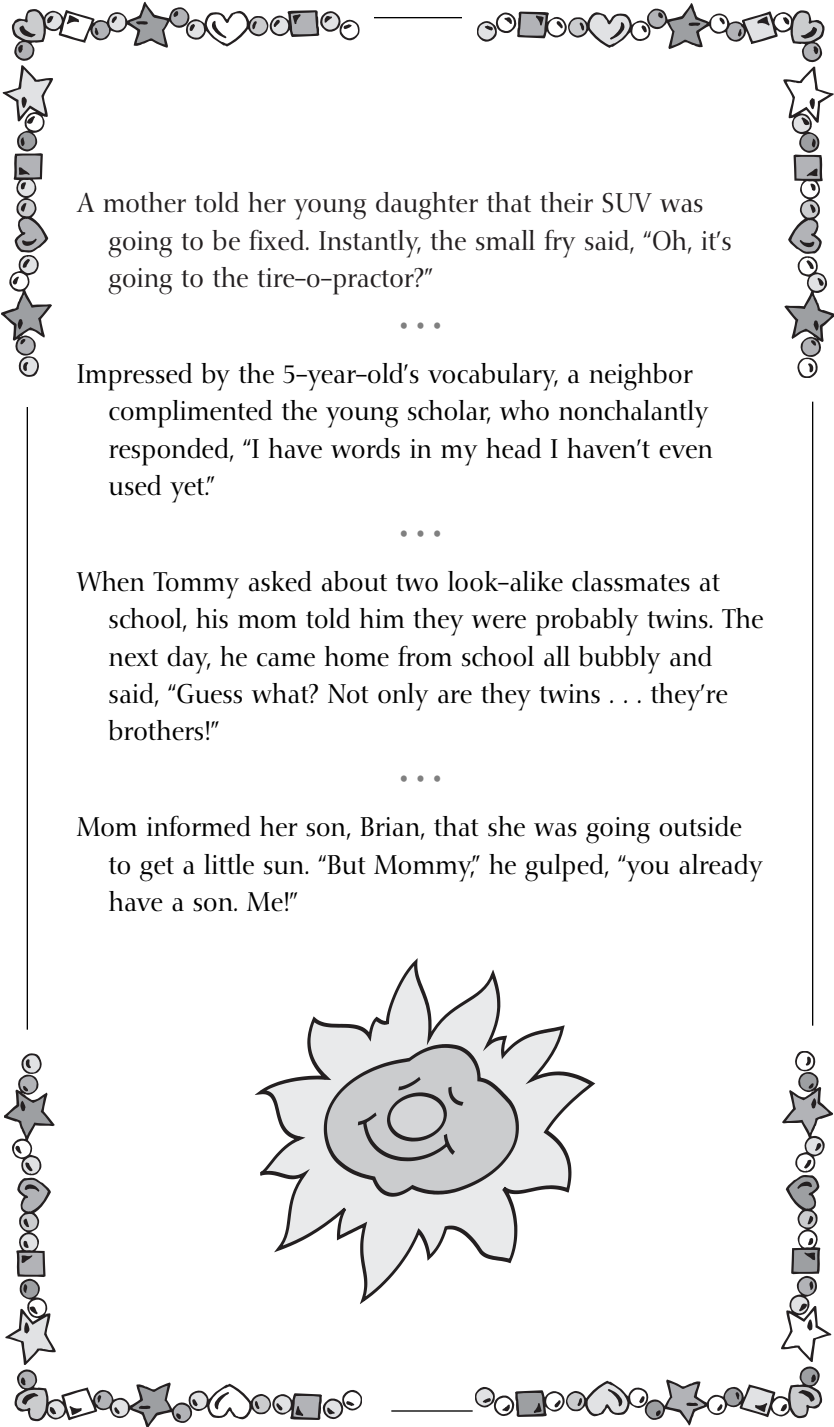 A mother told her young daughter that their SUV was
going to be fixed. Instantly, the small fry said, “Oh, it’s
going to the tire–o–practor?”
• • •
Impressed by the 5–year–old’s vocabulary, a neighbor
complimented the young scholar, who nonchalantly
responded, “I have words in my head I haven’t even
used yet.”
• • •
When Tommy asked about two look–alike classmates at
school, his mom told him they were probably twins. The
next day, he came home from school all bubbly and
said, “Guess what? Not only are they twins . . . they’re
brothers!”
• • •
Mom informed her son, Brian, that she was going outside
to get a little sun. “But Mommy,” he gulped, “you already
have a son. Me!”